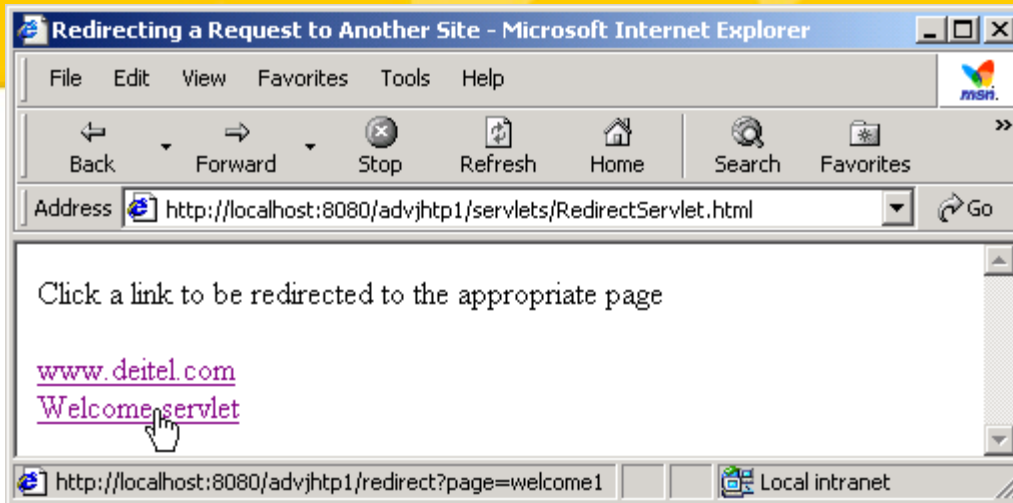 Redirecting a Request to Another Site - Microsoft Internet Explorer
File Edit View Favorites Tools Help
msn.
Back Forward Stop Refresh Home Search Favorites »
Address http://localhost:8080/advjhtp1/servlets/RedirectServlet.html Go
Click a link to be redirected to the appropriate page
www.deitel.com
Welcome servlet
http://localhost:8080/advjhtp1/redirect?page=welcome1 Local intranet